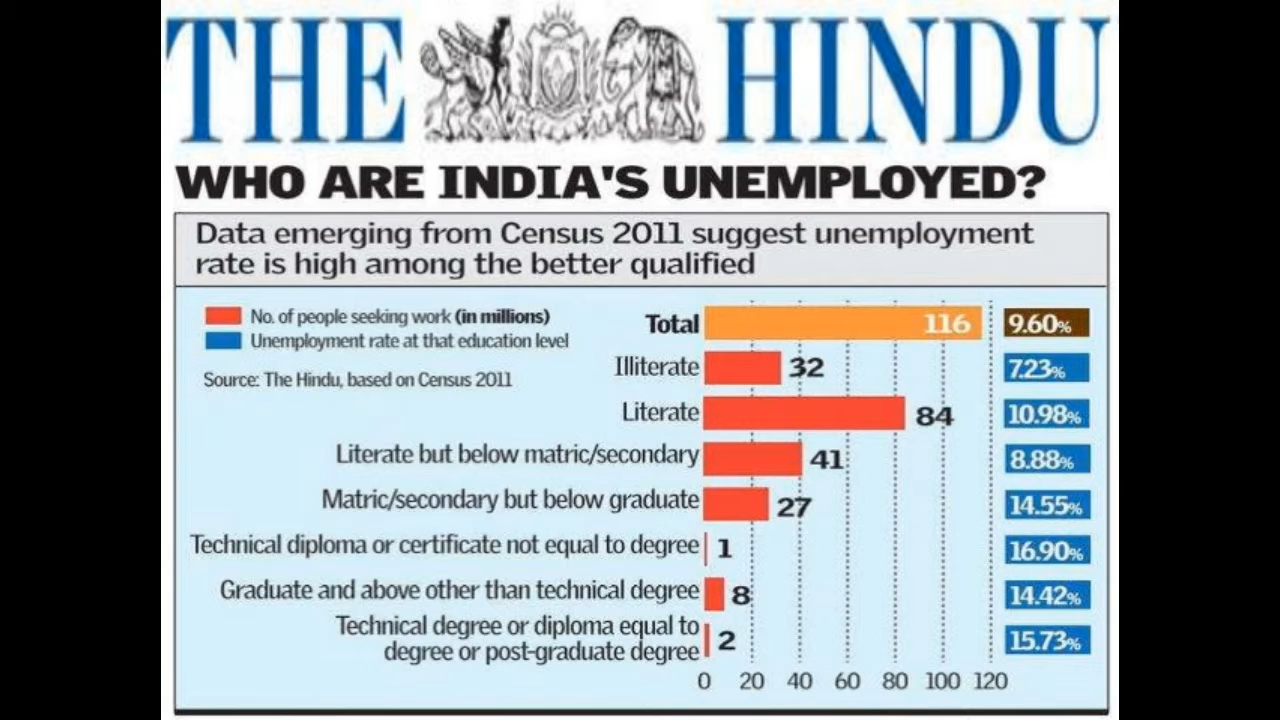 THE HINDU
WHO ARE INDIA'S UNEMPLOYED?
Data emerging from Census 2011 suggest unemployment
rate is high among the better qualified
No. of people seeking work (in millions)
Unemployment rate at that education level
Source: The Hindu, based on Census 2011
Total 116 9.60%
Illiterate 32 7.23%
Literate 84 10.98%
Literate but below matric/secondary 41 8.88%
Matric/secondary but below graduate 27 14.55%
Technical diploma or certificate not equal to degree 1 16.90%
Graduate and above other than technical degree 8 14.42%
Technical degree or diploma equal to
degree or post-graduate degree 2 15.73%
0 20 40 60 80 100 120